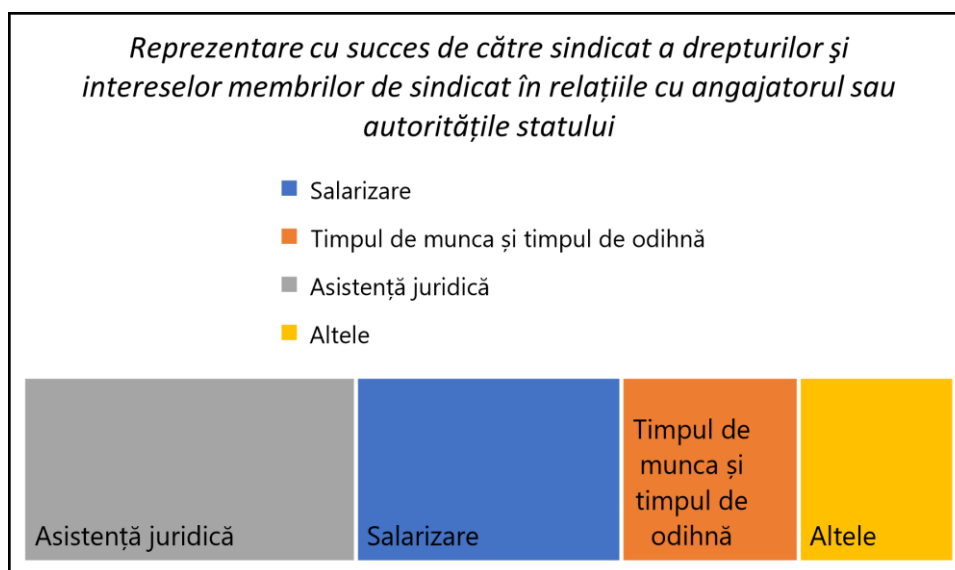 Reprezentare cu succes de către sindicat a drepturilor şi
intereselor membrilor de sindicat în relațiile cu angajatorul sau
autoritățile statului
Salarizare
Timpul de munca și timpul de odihnă
Asistență juridică
Altele
Asistență juridică
Salarizare
Timpul de
munca și
timpul de
odihnă
Altele